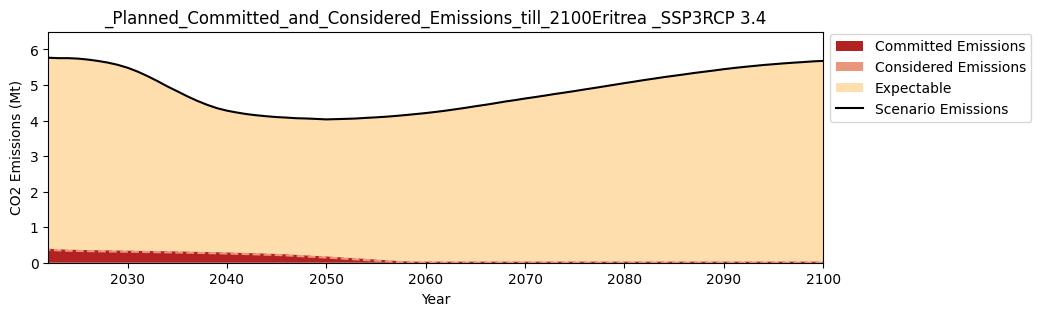 _Planned_Committed_and_Considered_Emissions_till_2100Eritrea _SSP3RCP 3.4
6
5
4
3
2
1
0
CO2 Emissions (Mt)
2030
2040
2050
2060
2070
2080
2090
2100
Year
Committed Emissions
Considered Emissions
Expectable
Scenario Emissions